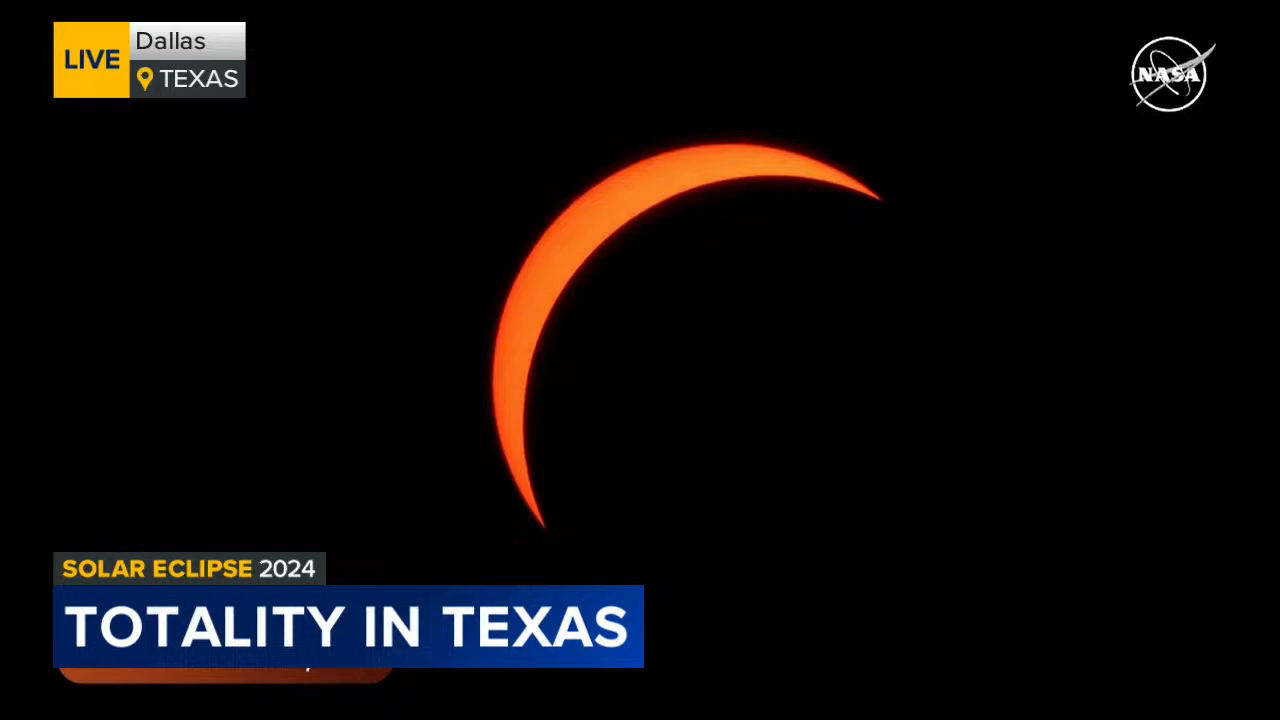 LIVE
Dallas
TEXAS
NASA
SOLAR ECLIPSE 2024
TOTALITY IN TEXAS